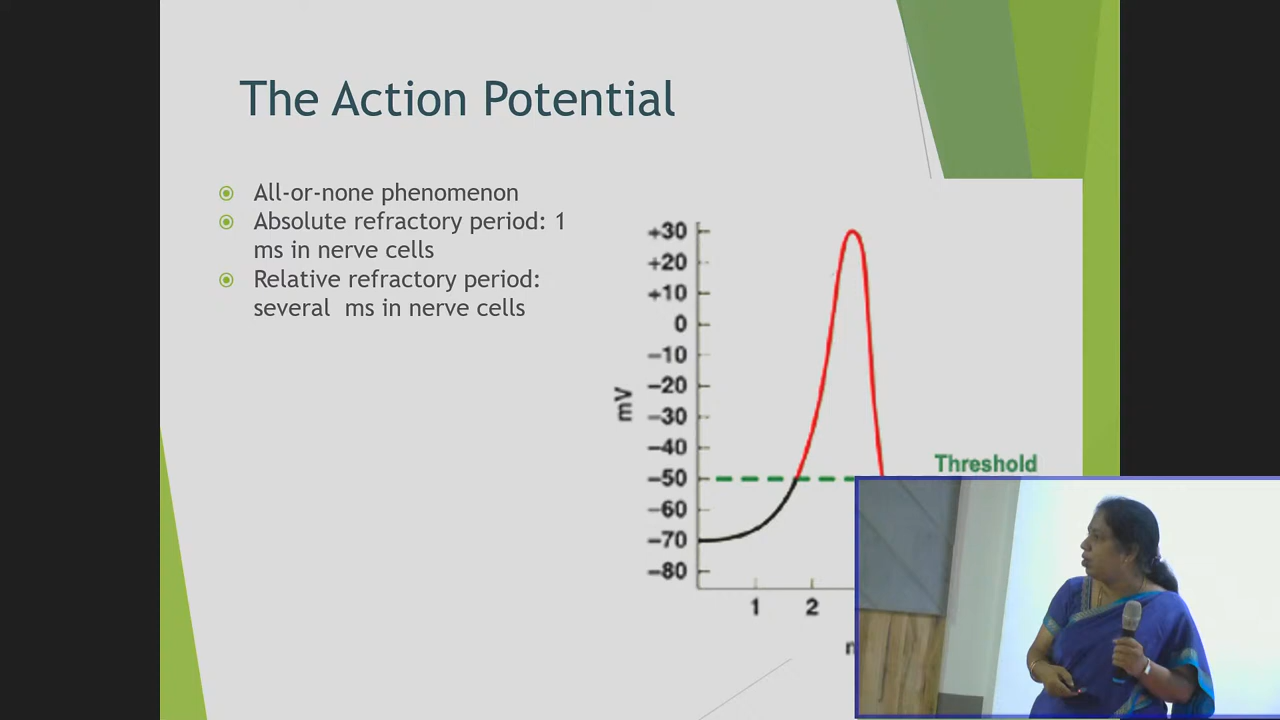 The Action Potential
All-or-none phenomenon
Absolute refractory period: 1
ms in nerve cells
Relative refractory period:
several  ms in nerve cells
+30
+20
+10
0
–10
–20
–30
–40
–50
–60
–70
–80
mV
Threshold
1
2